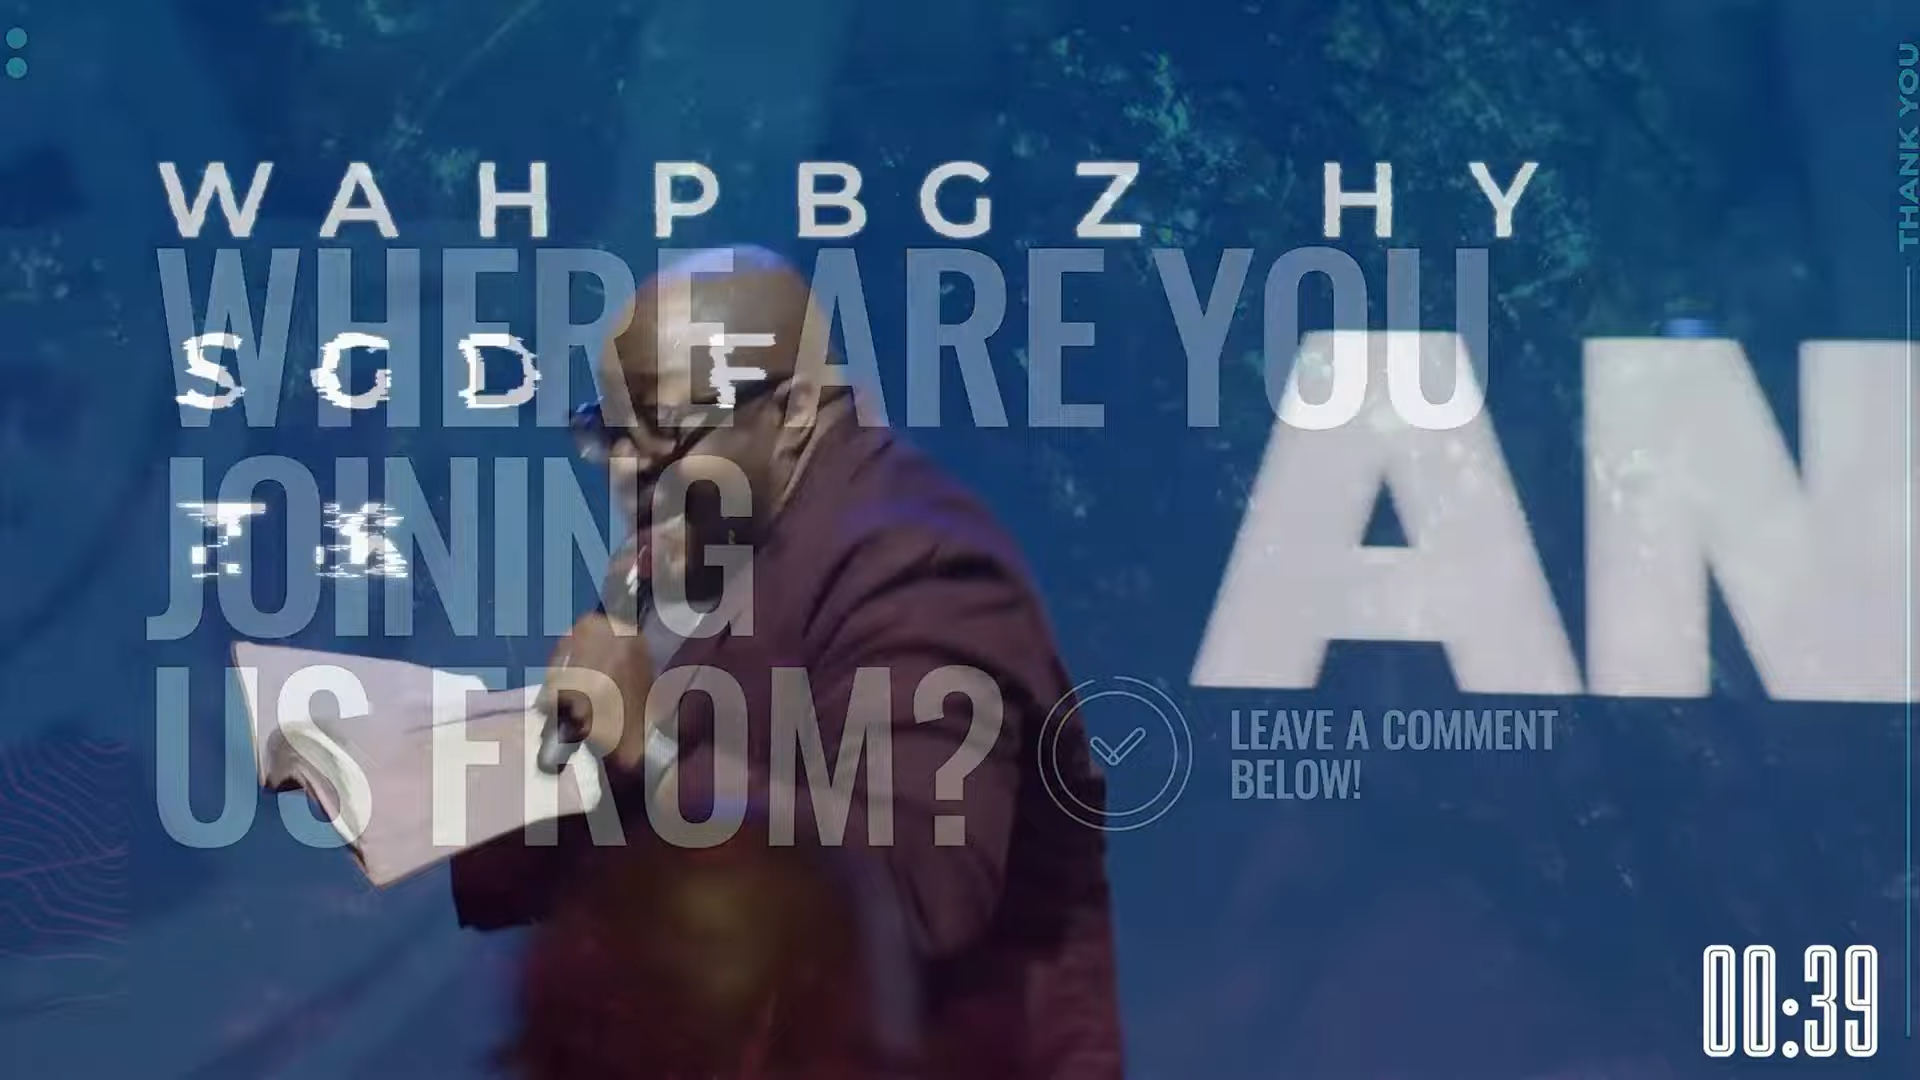 W A H P B G Z H Y
WHERE ARE YOU
S G D F
JOINING
T K
US FROM?
LEAVE A COMMENT
BELOW!
AN
THANK YOU
00:39